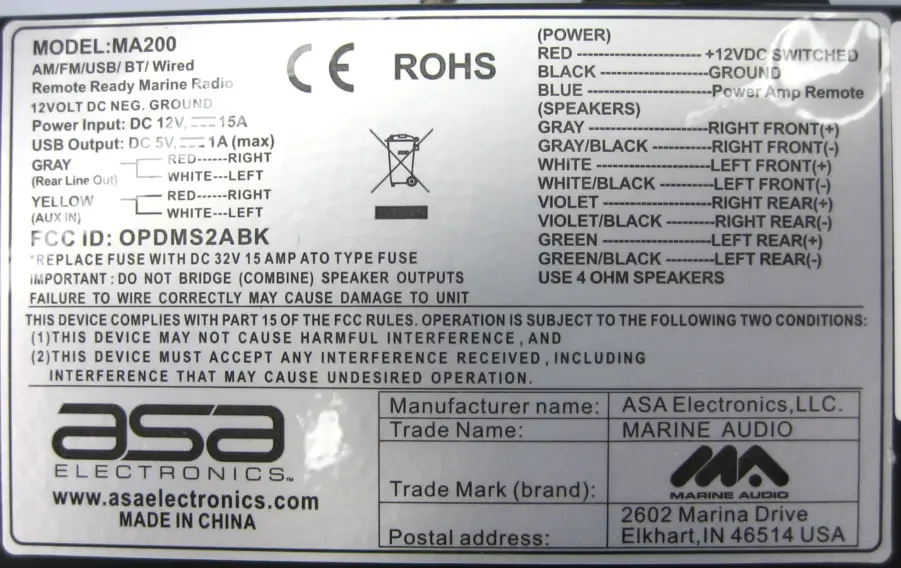 MODEL:MA200
AM/FM/USB/ BT/ Wired
Remote Ready Marine Radio
12VOLT DC NEG. GROUND
Power Input: DC 12V, ⎓ 15A
USB Output: DC 5V, ⎓ 1A (max)
GRAY RED------RIGHT
(Rear Line Out) WHITE---LEFT
YELLOW RED------RIGHT
(AUX IN) WHITE---LEFT
FCC ID: OPDMS2ABK
*REPLACE FUSE WITH DC 32V 15 AMP ATO TYPE FUSE
IMPORTANT : DO NOT BRIDGE (COMBINE) SPEAKER OUTPUTS
FAILURE TO WIRE CORRECTLY MAY CAUSE DAMAGE TO UNIT
CE ROHS
(POWER)
RED ---------------------- +12VDC SWITCHED
BLACK -------------------GROUND
BLUE ---------------------Power Amp Remote
(SPEAKERS)
GRAY --------------------RIGHT FRONT(+)
GRAY/BLACK ----------RIGHT FRONT(-)
WHITE -------------------LEFT FRONT(+)
WHITE/BLACK ---------LEFT FRONT(-)
VIOLET ------------------RIGHT REAR(+)
VIOLET/BLACK --------RIGHT REAR(-)
GREEN ------------------LEFT REAR(+)
GREEN/BLACK ---------LEFT REAR(-)
USE 4 OHM SPEAKERS
THIS DEVICE COMPLIES WITH PART 15 OF THE FCC RULES. OPERATION IS SUBJECT TO THE FOLLOWING TWO CONDITIONS:
(1)THIS DEVICE MAY NOT CAUSE HARMFUL INTERFERENCE, AND
(2)THIS DEVICE MUST ACCEPT ANY INTERFERENCE RECEIVED, INCLUDING
INTERFERENCE THAT MAY CAUSE UNDESIRED OPERATION.
asa
ELECTRONICS™
www.asaelectronics.com
MADE IN CHINA
Manufacturer name: ASA Electronics,LLC.
Trade Name: MARINE AUDIO
Trade Mark (brand): MA
MARINE AUDIO
Postal address: 2602 Marina Drive
Elkhart,IN 46514 USA